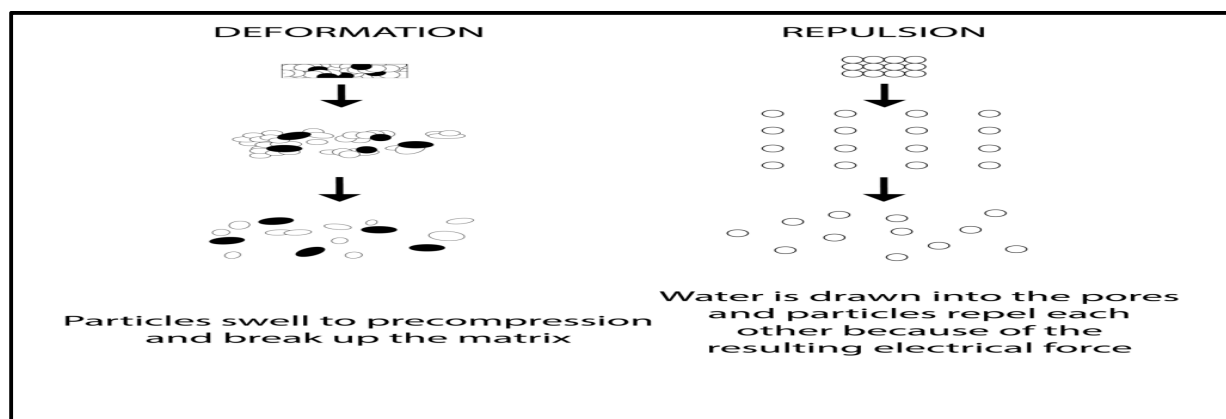 DEFORMATION
Particles swell to precompression
and break up the matrix
REPULSION
Water is drawn into the pores
and particles repel each
other because of the
resulting electrical force